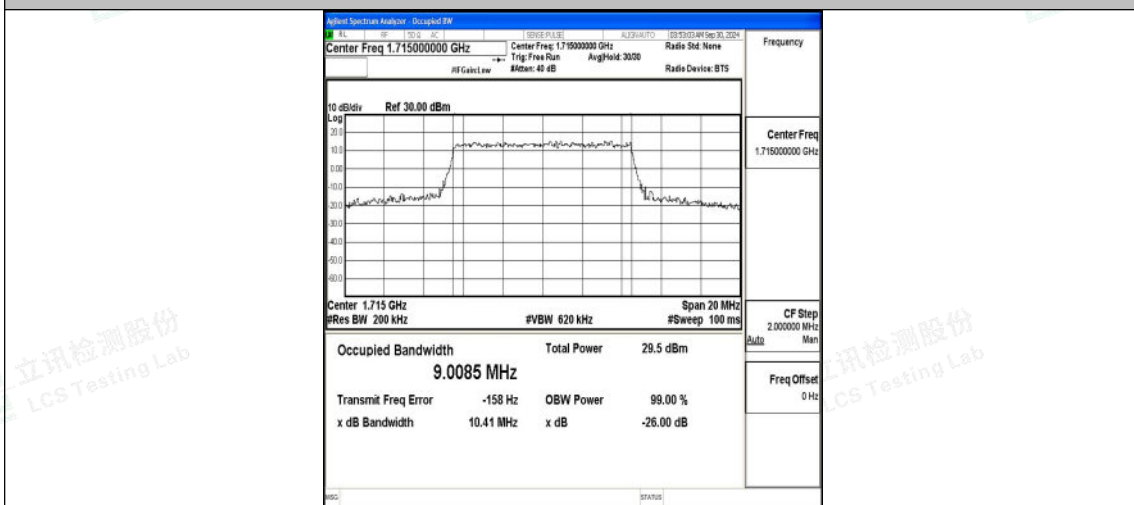 Agilent Spectrum Analyzer - Occupied BW
RL RF 50 Ω AC SENSE:PULSE ALIGNAUTO 03:53:03 AM Sep 30, 2024
Center Freq 1.715000000 GHz
Center Freq: 1.715000000 GHz
Radio Std: None
Trig: Free Run Avg|Hold: 30/30
#IFGain:Low #Atten: 40 dB Radio Device: BTS
Frequency
10 dB/div Ref 30.00 dBm
Log
20.0
10.0
0.00
-10.0
-20.0
-30.0
-40.0
-50.0
-60.0
Center Freq
1.715000000 GHz
Center 1.715 GHz Span 20 MHz
#Res BW 200 kHz #VBW 620 kHz #Sweep 100 ms
CF Step
2.000000 MHz
Auto Man
Occupied Bandwidth Total Power 29.5 dBm
9.0085 MHz
Transmit Freq Error -158 Hz OBW Power 99.00 %
x dB Bandwidth 10.41 MHz x dB -26.00 dB
Freq Offset
0 Hz
MSG STATUS
立讯检测股份
LCS Testing Lab
立讯检测股份
LCS Testing Lab